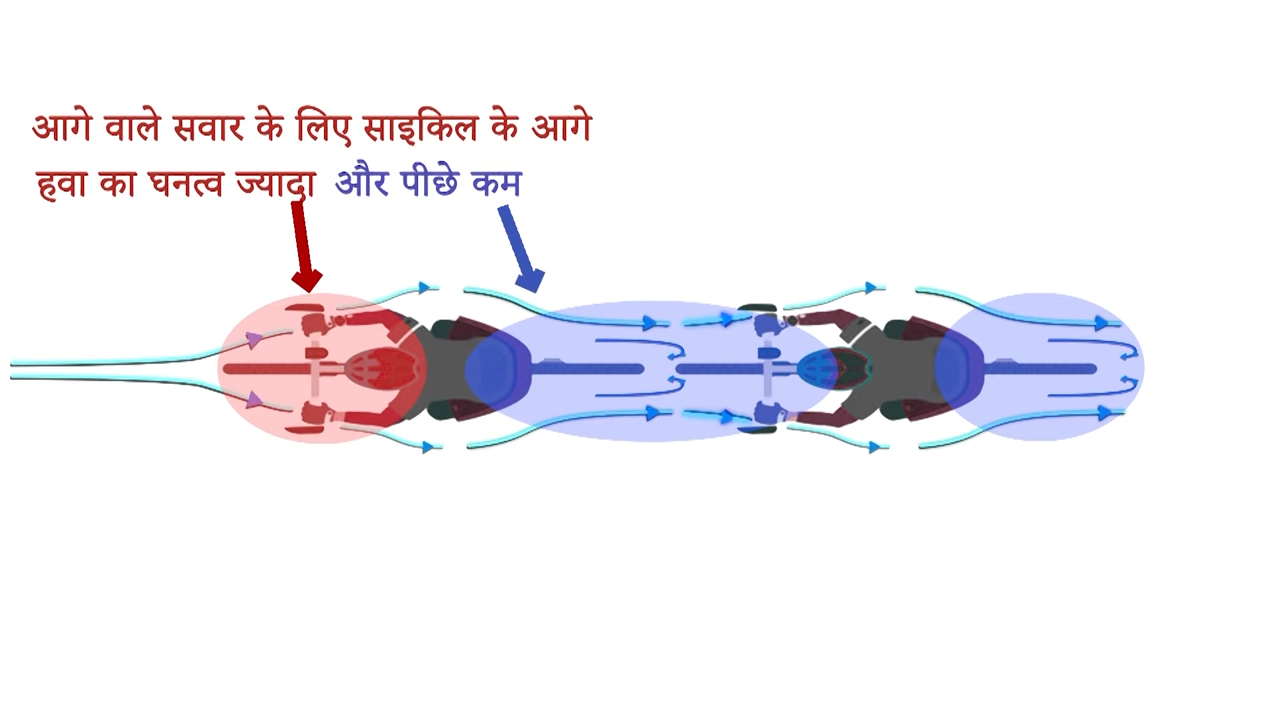 आगे वाले सवार के लिए साइकिल के आगे
हवा का घनत्व ज्यादा और पीछे कम